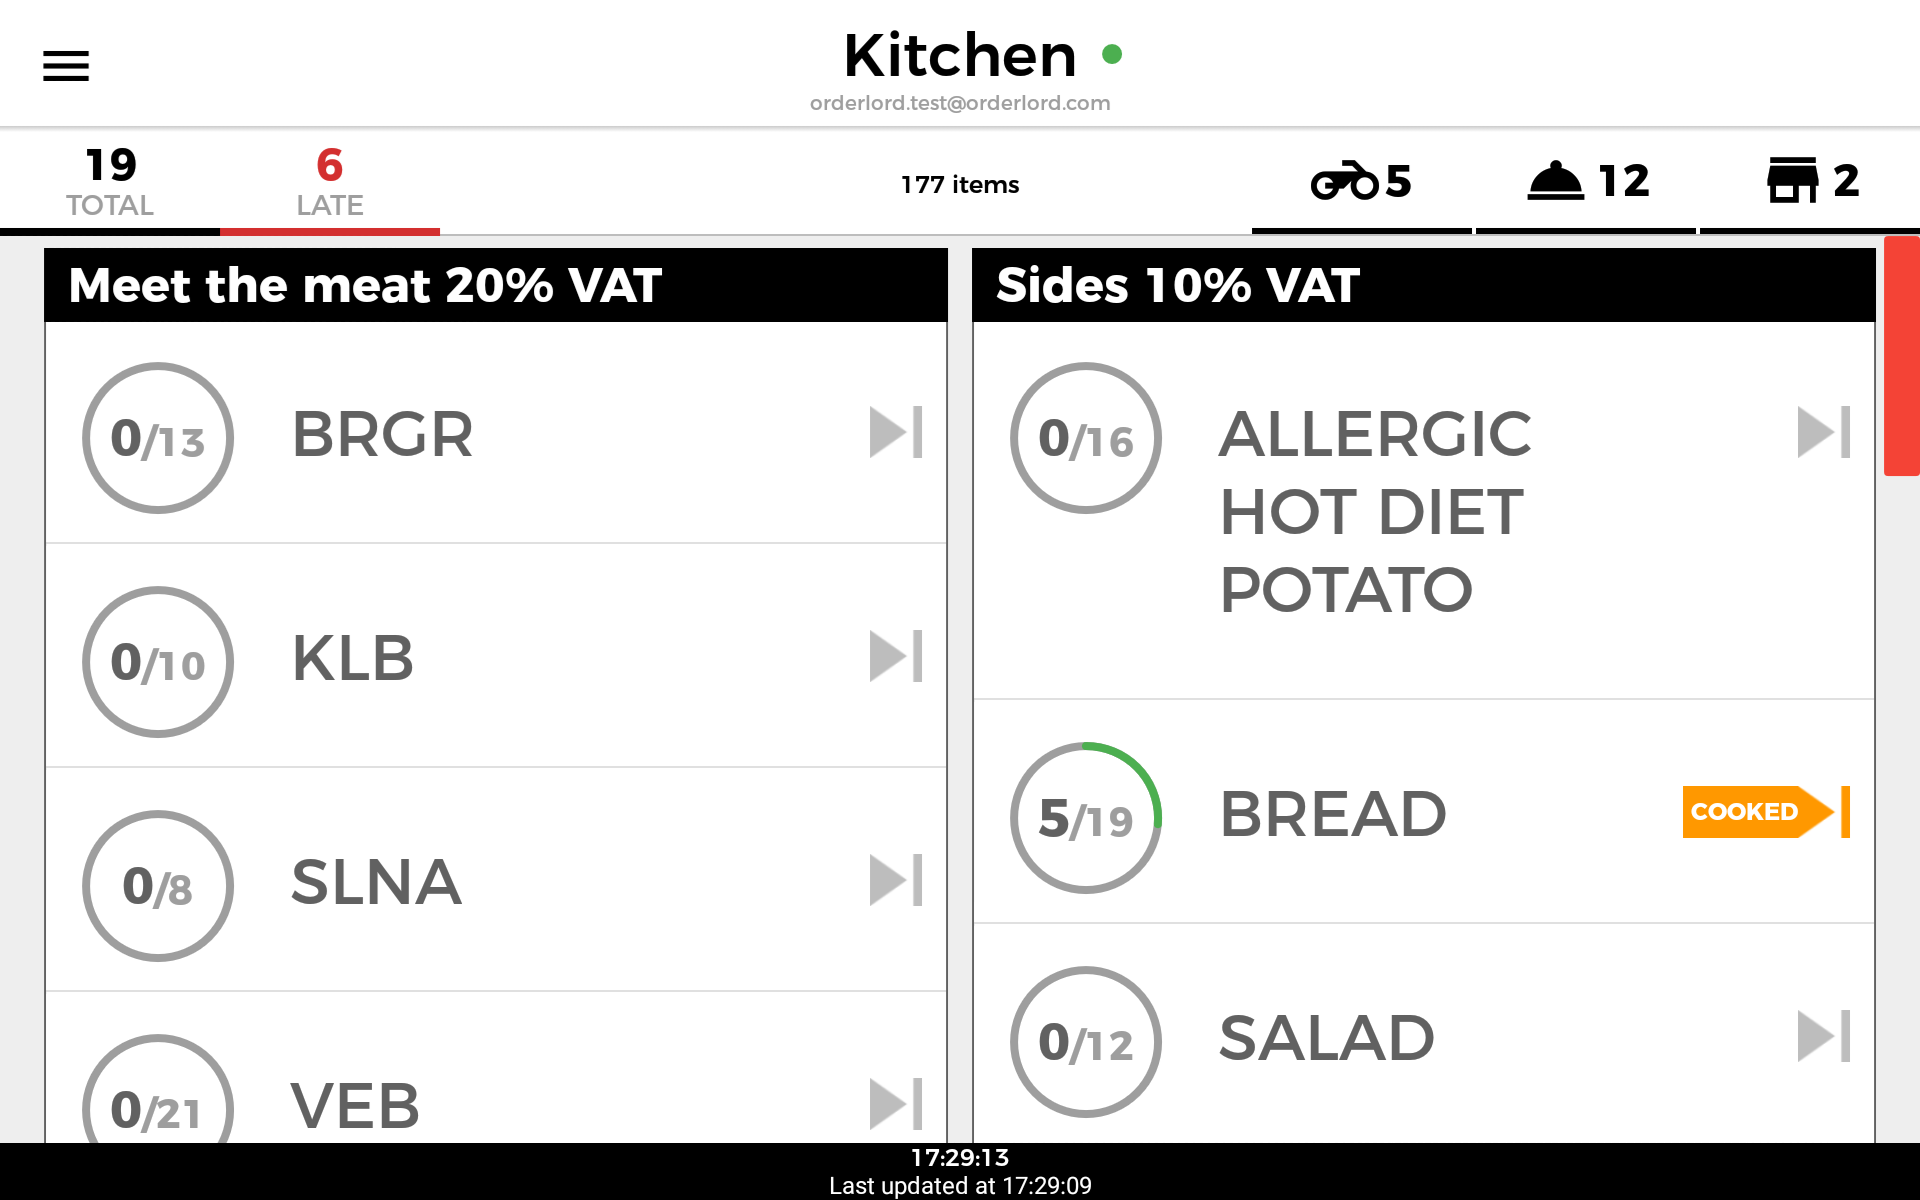 Kitchen
orderlord.test@orderlord.com
19
TOTAL
6
LATE
177 items
5
12
2
Meet the meat 20% VAT
0/13
BRGR
0/10
KLB
0/8
SLNA
0/21
VEB
Sides 10% VAT
0/16
ALLERGIC
HOT DIET
POTATO
5/19
BREAD
COOKED
0/12
SALAD
17:29:13
Last updated at 17:29:09